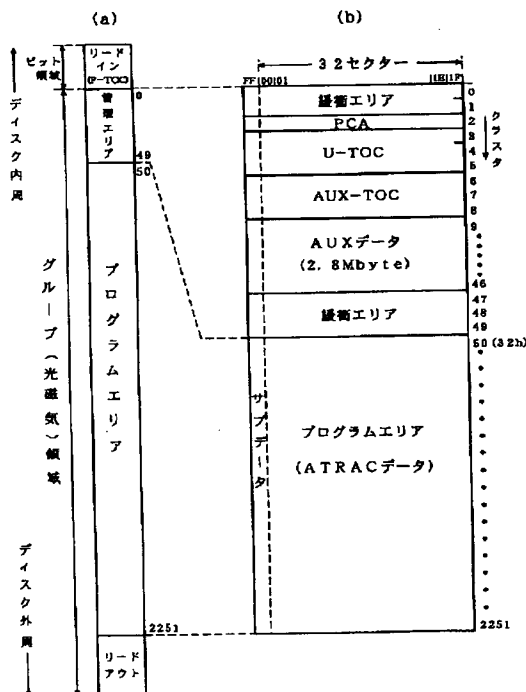 (a)
(b)
ピット
領域
リード
イン
(P-TOC)
管理エリア
0
49
50
ディスク内周
グルーブ(光磁気)領域
ディスク外周
プログラムエリア
2251
リード
アウト
32セクター
FF|00|01
|1E|1F
緩衝エリア
PCA
U-TOC
AUX-TOC
AUXデータ
(2.8Mbyte)
緩衝エリア
サブデータ
プログラムエリア
(ATRACデータ)
0
1
2
3
4
5
6
7
8
9
46
47
48
49
50 (32h)
2251
クラスタ